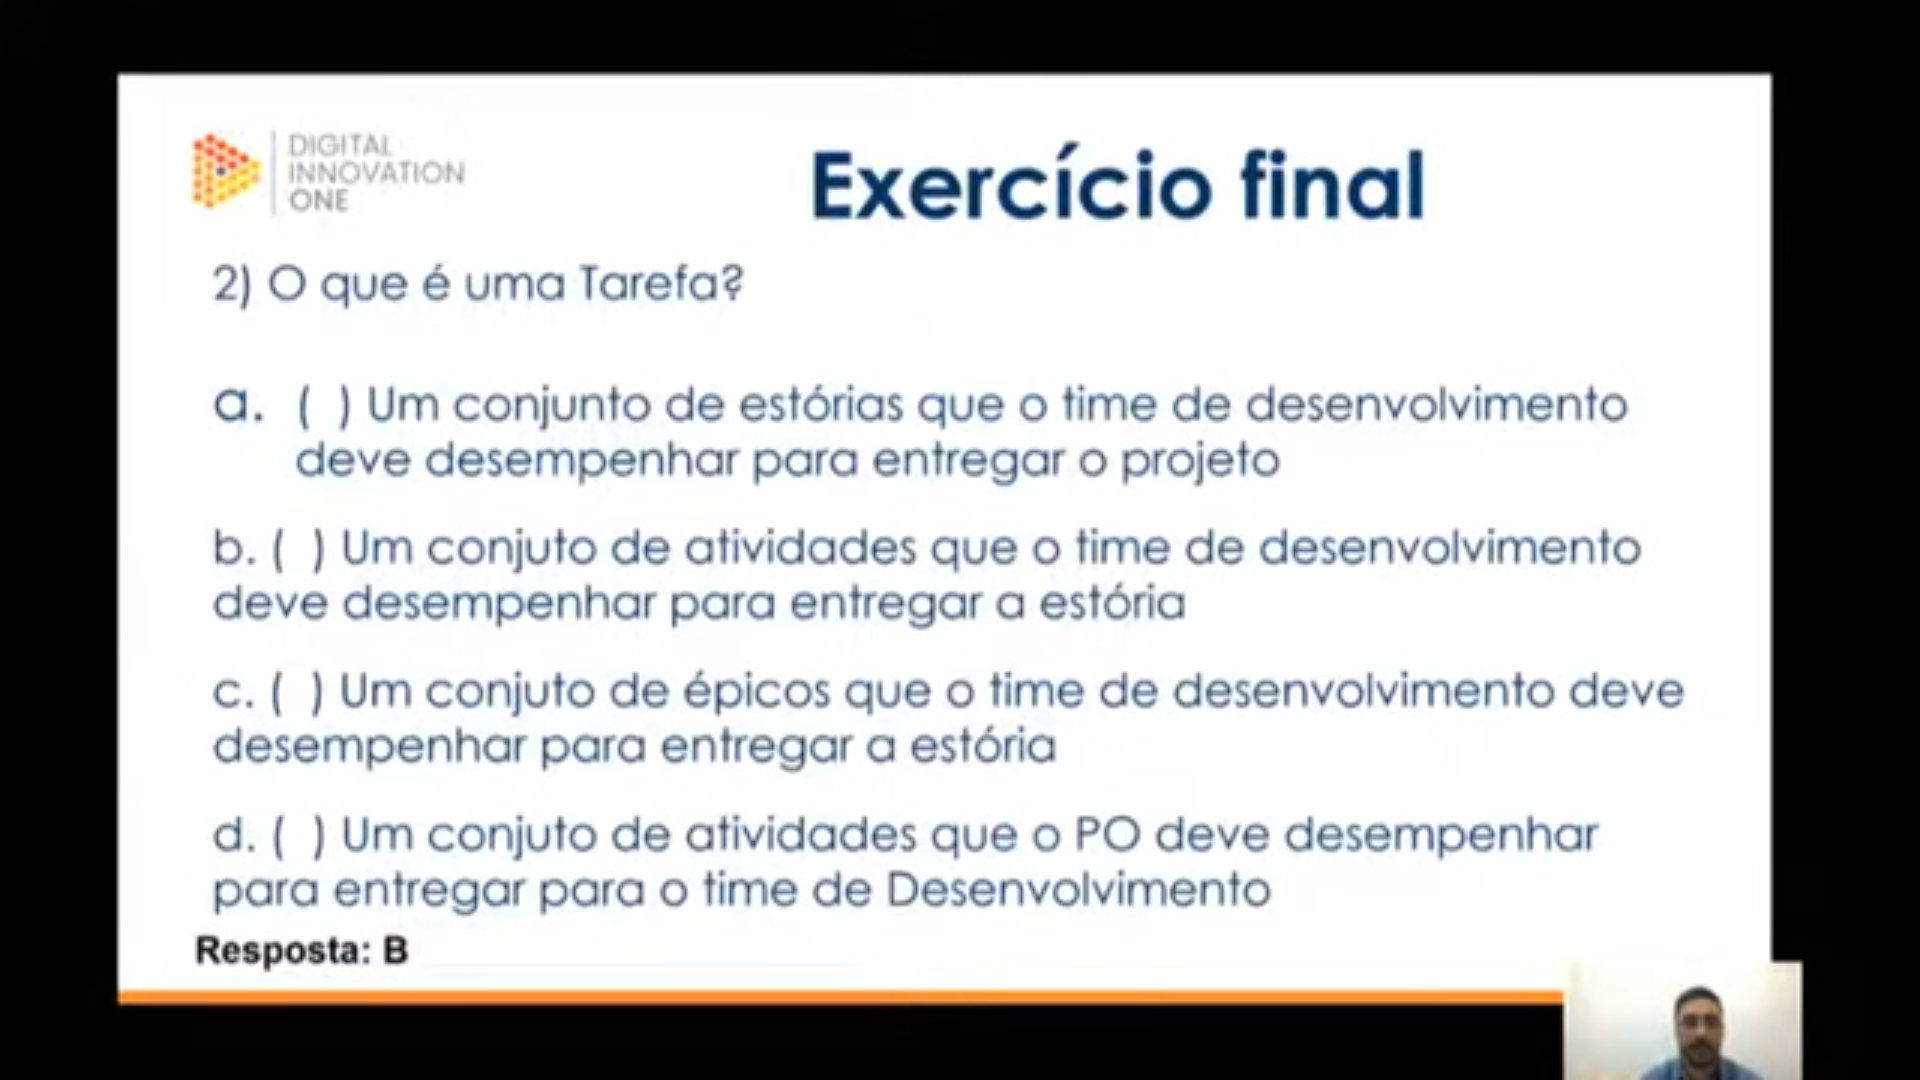 DIGITAL
INNOVATION
ONE
Exercício final
2) O que é uma Tarefa?
a. ( ) Um conjunto de estórias que o time de desenvolvimento
deve desempenhar para entregar o projeto
b. ( ) Um conjuto de atividades que o time de desenvolvimento
deve desempenhar para entregar a estória
c. ( ) Um conjuto de épicos que o time de desenvolvimento deve
desempenhar para entregar a estória
d. ( ) Um conjuto de atividades que o PO deve desempenhar
para entregar para o time de Desenvolvimento
Resposta: B